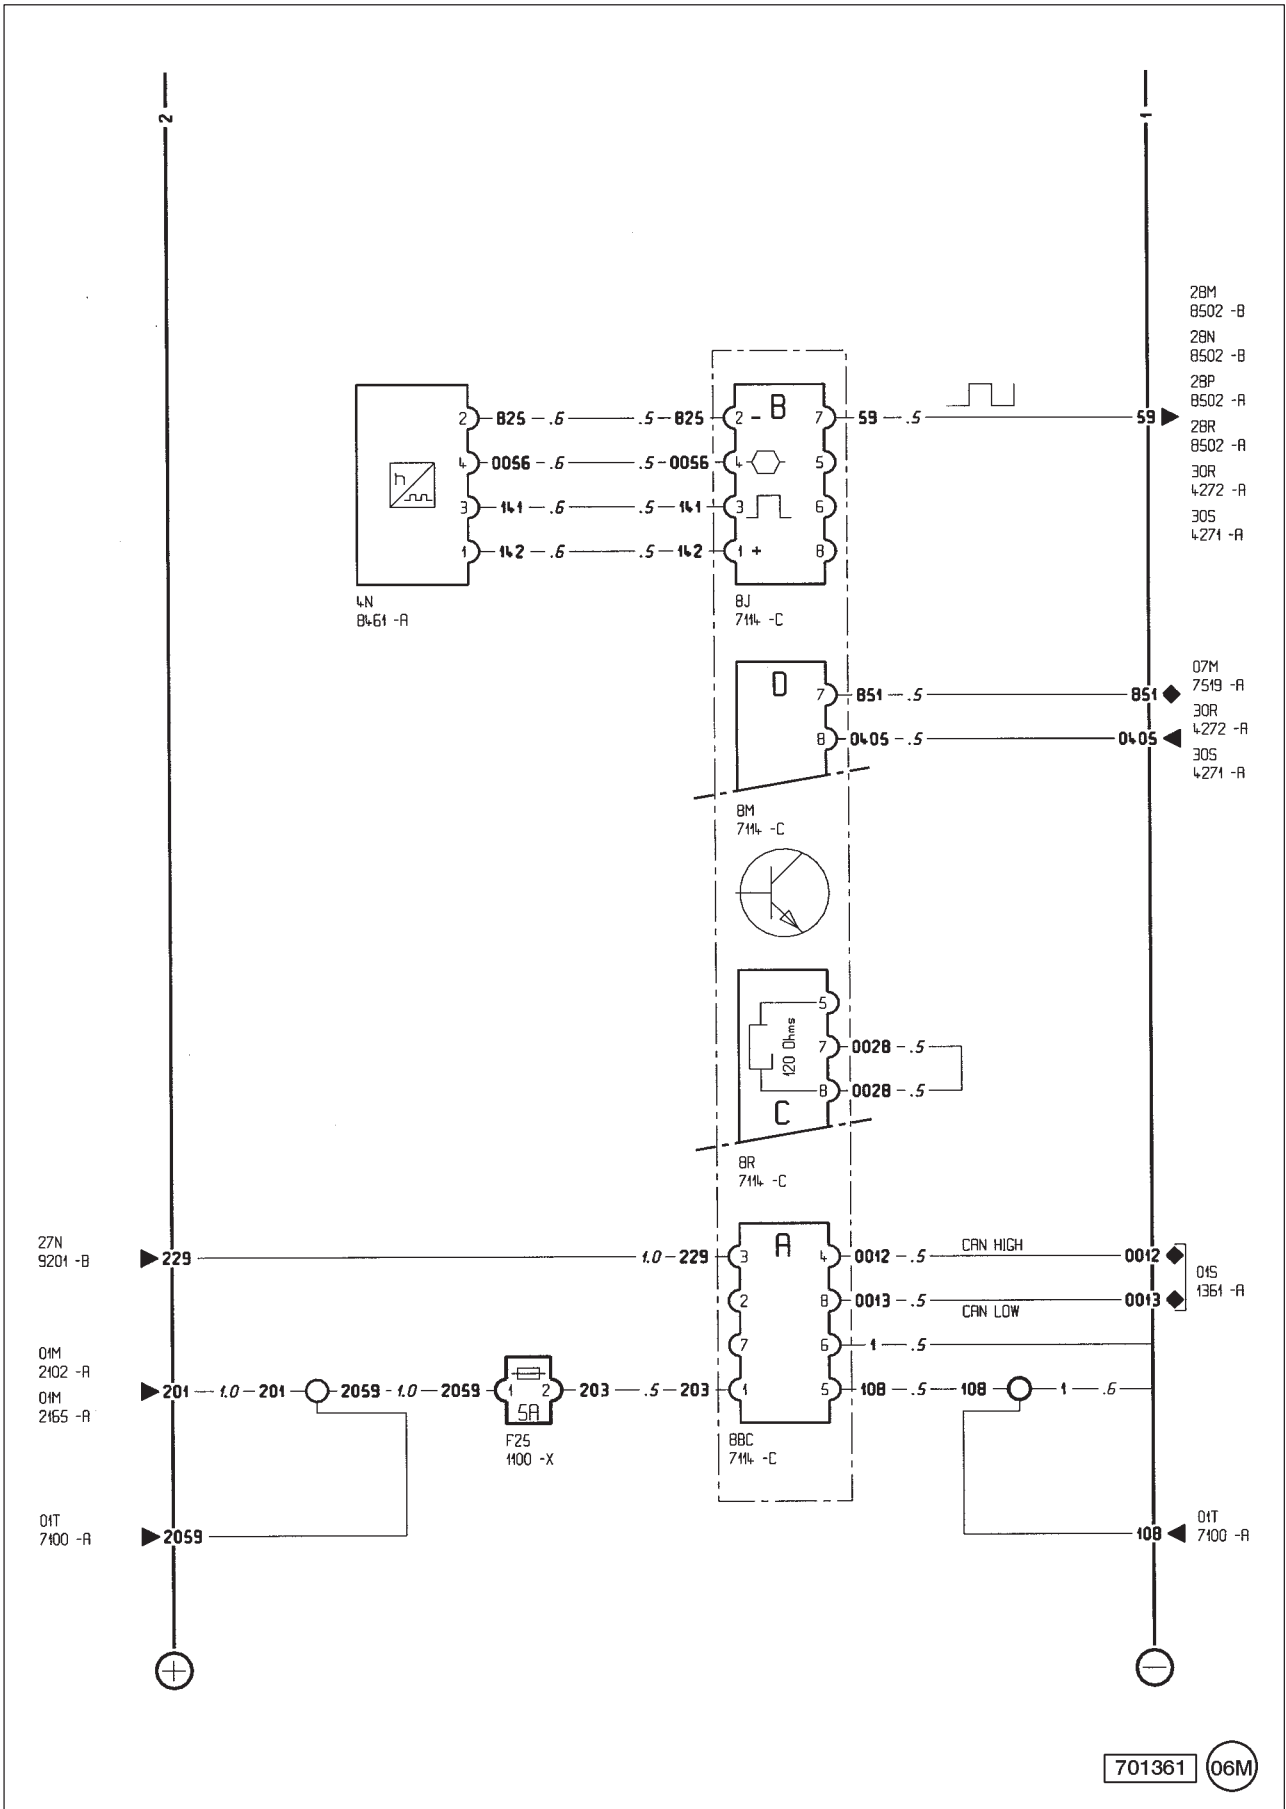 2
1
28M
8502 -B
28N
8502 -B
28P
8502 -A
28R
8502 -A
30R
4272 -A
30S
4271 -A
2 825 .6 .5 825 2 - B 7 59 .5 59
4 0056 .6 .5 0056 4 5
h
3 141 .6 .5 141 3 6
1 142 .6 .5 142 1 + 8
4N
8461 -A
8J
7114 -C
D
7 851 .5 851
8 0405 .5 0405
07M
7519 -A
30R
4272 -A
30S
4271 -A
8M
7114 -C
5
120 Ohms
7 0028 .5
8 0028 .5
C
8R
7114 -C
27N
9201 -B
229 1.0 229 3 A 4 0012 .5 CAN HIGH 0012
2 8 0013 .5 CAN LOW 0013
01S
1361 -A
7 6 1 .5
01M
2102 -A
01M
2165 -A
201 1.0 201 2059 1.0 2059 1 2 203 .5 203 1 5 108 .5 108 1 .6
5A
F25
1100 -X
8BC
7114 -C
01T
7100 -A
2059
108
01T
7100 -A
+
−
701361 06M